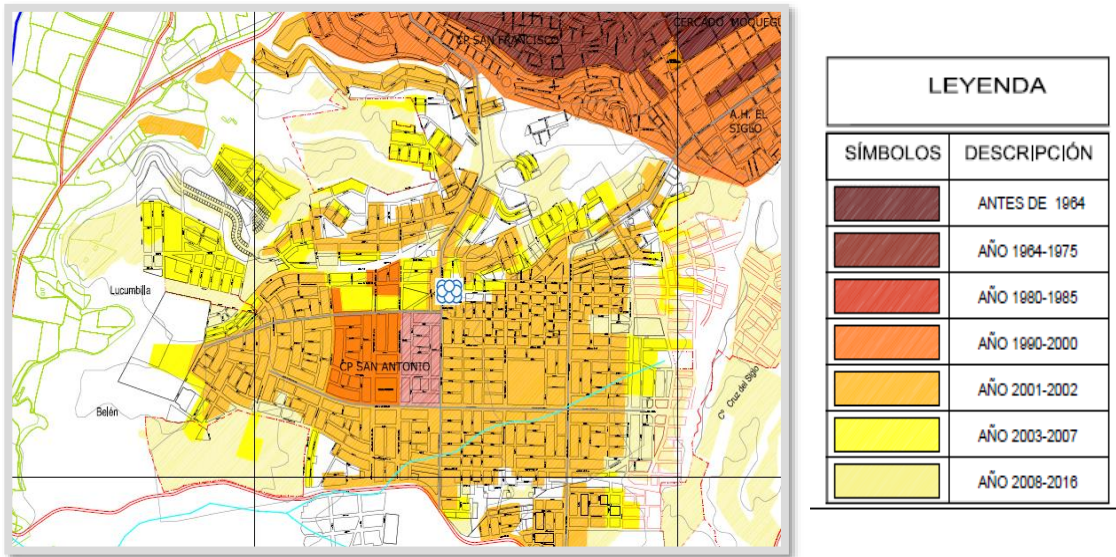 CERCADO MOQUEGU
CP SAN FRANCISCO
A.H. EL
SIGLO
Lucumbilla
CP SAN ANTONIO
Belén
Cº Cruz del Siglo
LEYENDA
SÍMBOLOS DESCRIPCIÓN
ANTES DE 1964
AÑO 1964-1975
AÑO 1980-1985
AÑO 1990-2000
AÑO 2001-2002
AÑO 2003-2007
AÑO 2008-2016